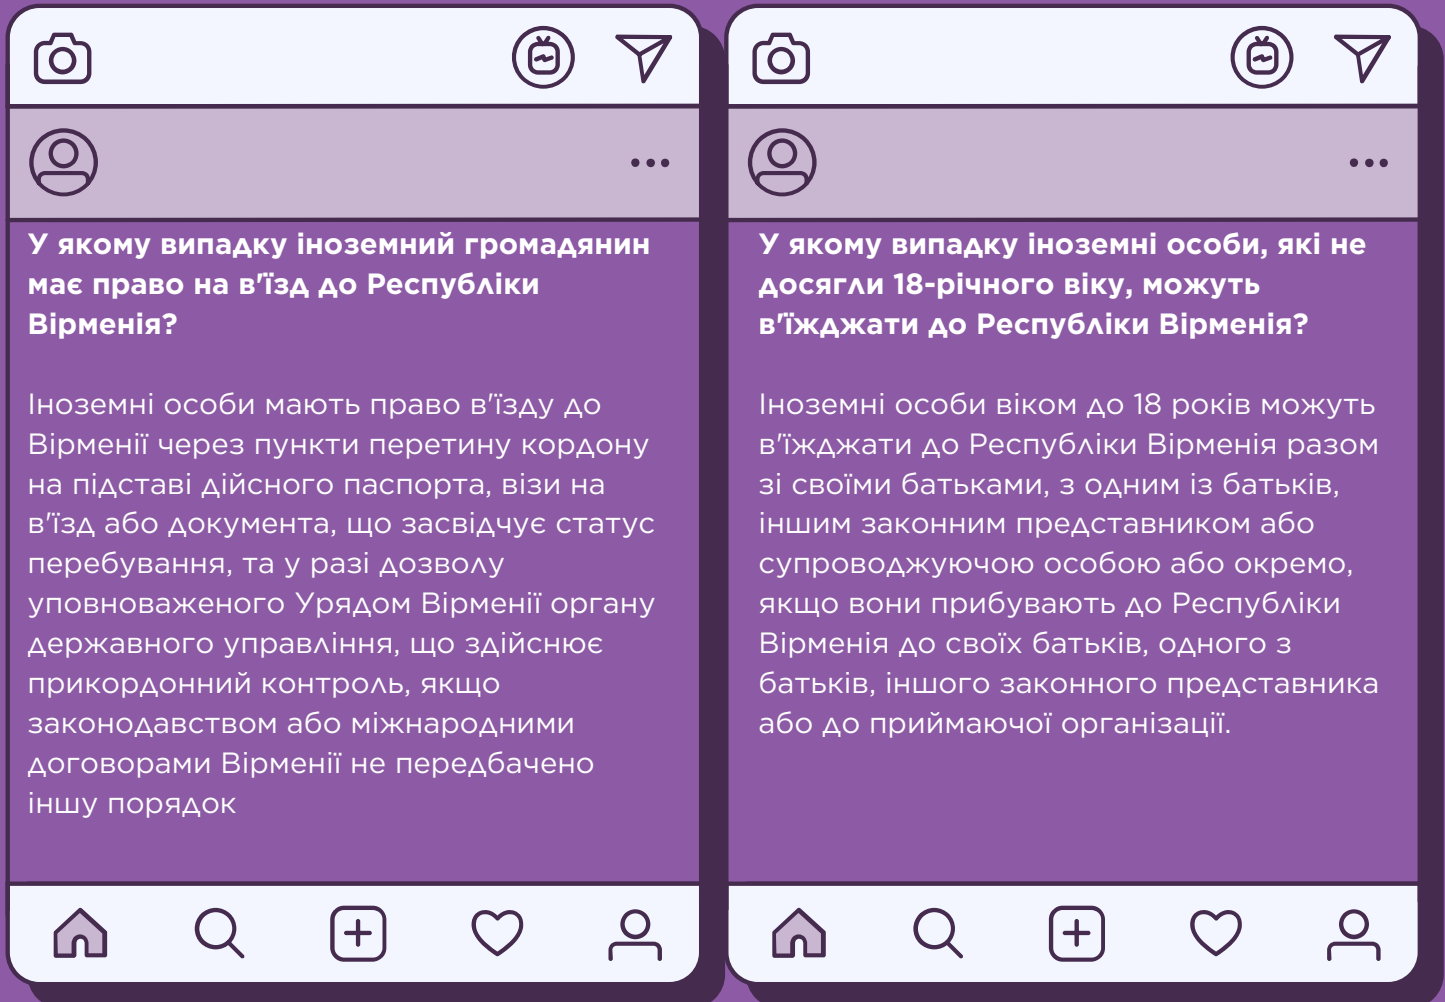 У якому випадку іноземний громадянин
має право на в'їзд до Республіки
Вірменія?
Іноземні особи мають право в'їзду до
Вірменії через пункти перетину кордону
на підставі дійсного паспорта, візи на
в'їзд або документа, що засвідчує статус
перебування, та у разі дозволу
уповноваженого Урядом Вірменії органу
державного управління, що здійснює
прикордонний контроль, якщо
законодавством або міжнародними
договорами Вірменії не передбачено
іншу порядок
У якому випадку іноземні особи, які не
досягли 18-річного віку, можуть
в'їжджати до Республіки Вірменія?
Іноземні особи віком до 18 років можуть
в'їжджати до Республіки Вірменія разом
зі своїми батьками, з одним із батьків,
іншим законним представником або
супроводжуючою особою або окремо,
якщо вони прибувають до Республіки
Вірменія до своїх батьків, одного з
батьків, іншого законного представника
або до приймаючої організації.